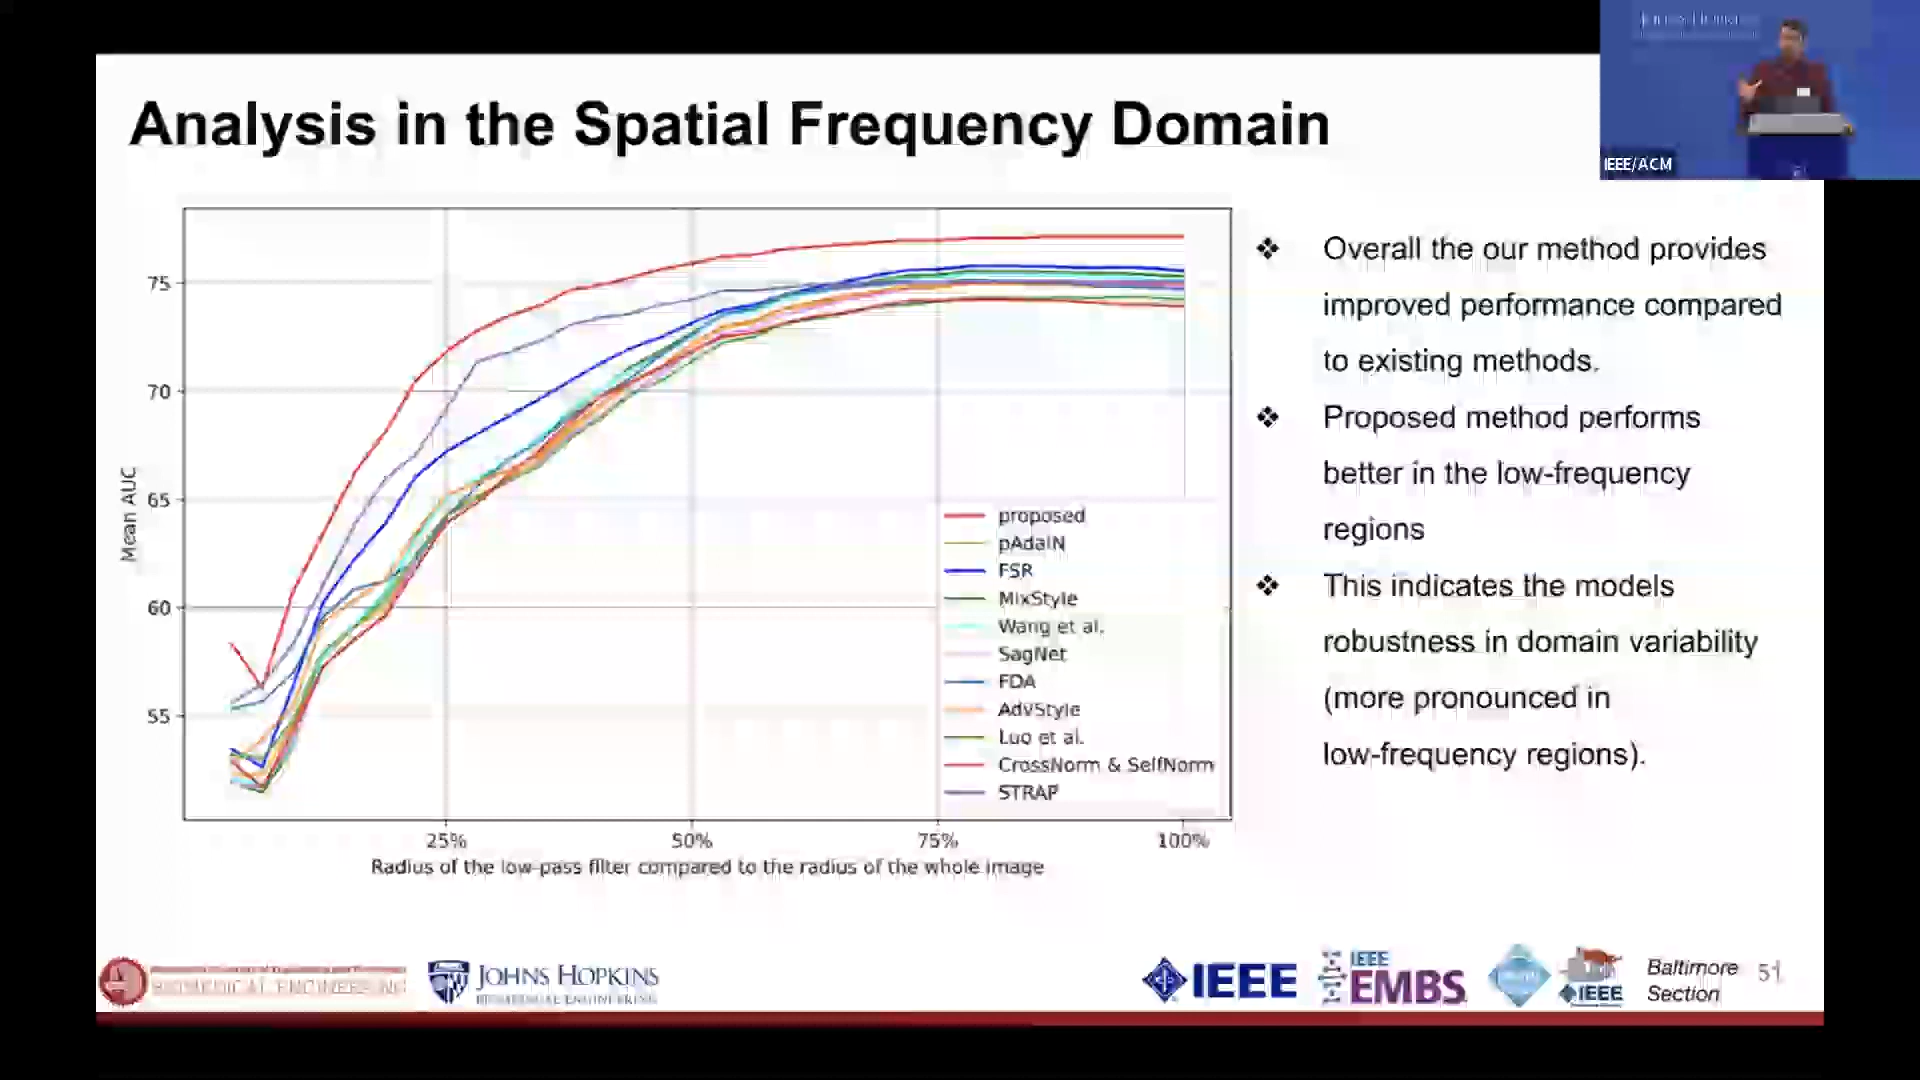 Analysis in the Spatial Frequency Domain
IEEE/ACM
75
70
65
60
55
Mean AUC
proposed
pAdaIN
FSR
MixStyle
Wang et al.
SagNet
FDA
AdvStyle
Luo et al.
CrossNorm & SelfNorm
STRAP
25%
50%
75%
100%
Radius of the low-pass filter compared to the radius of the whole image
❖ Overall the our method provides
improved performance compared
to existing methods.
❖ Proposed method performs
better in the low-frequency
regions
❖ This indicates the models
robustness in domain variability
(more pronounced in
low-frequency regions).
BIOMEDICAL ENGINEERING
JOHNS HOPKINS
BIOMEDICAL ENGINEERING
IEEE
IEEE
EMBS
IEEE
Baltimore
Section
51